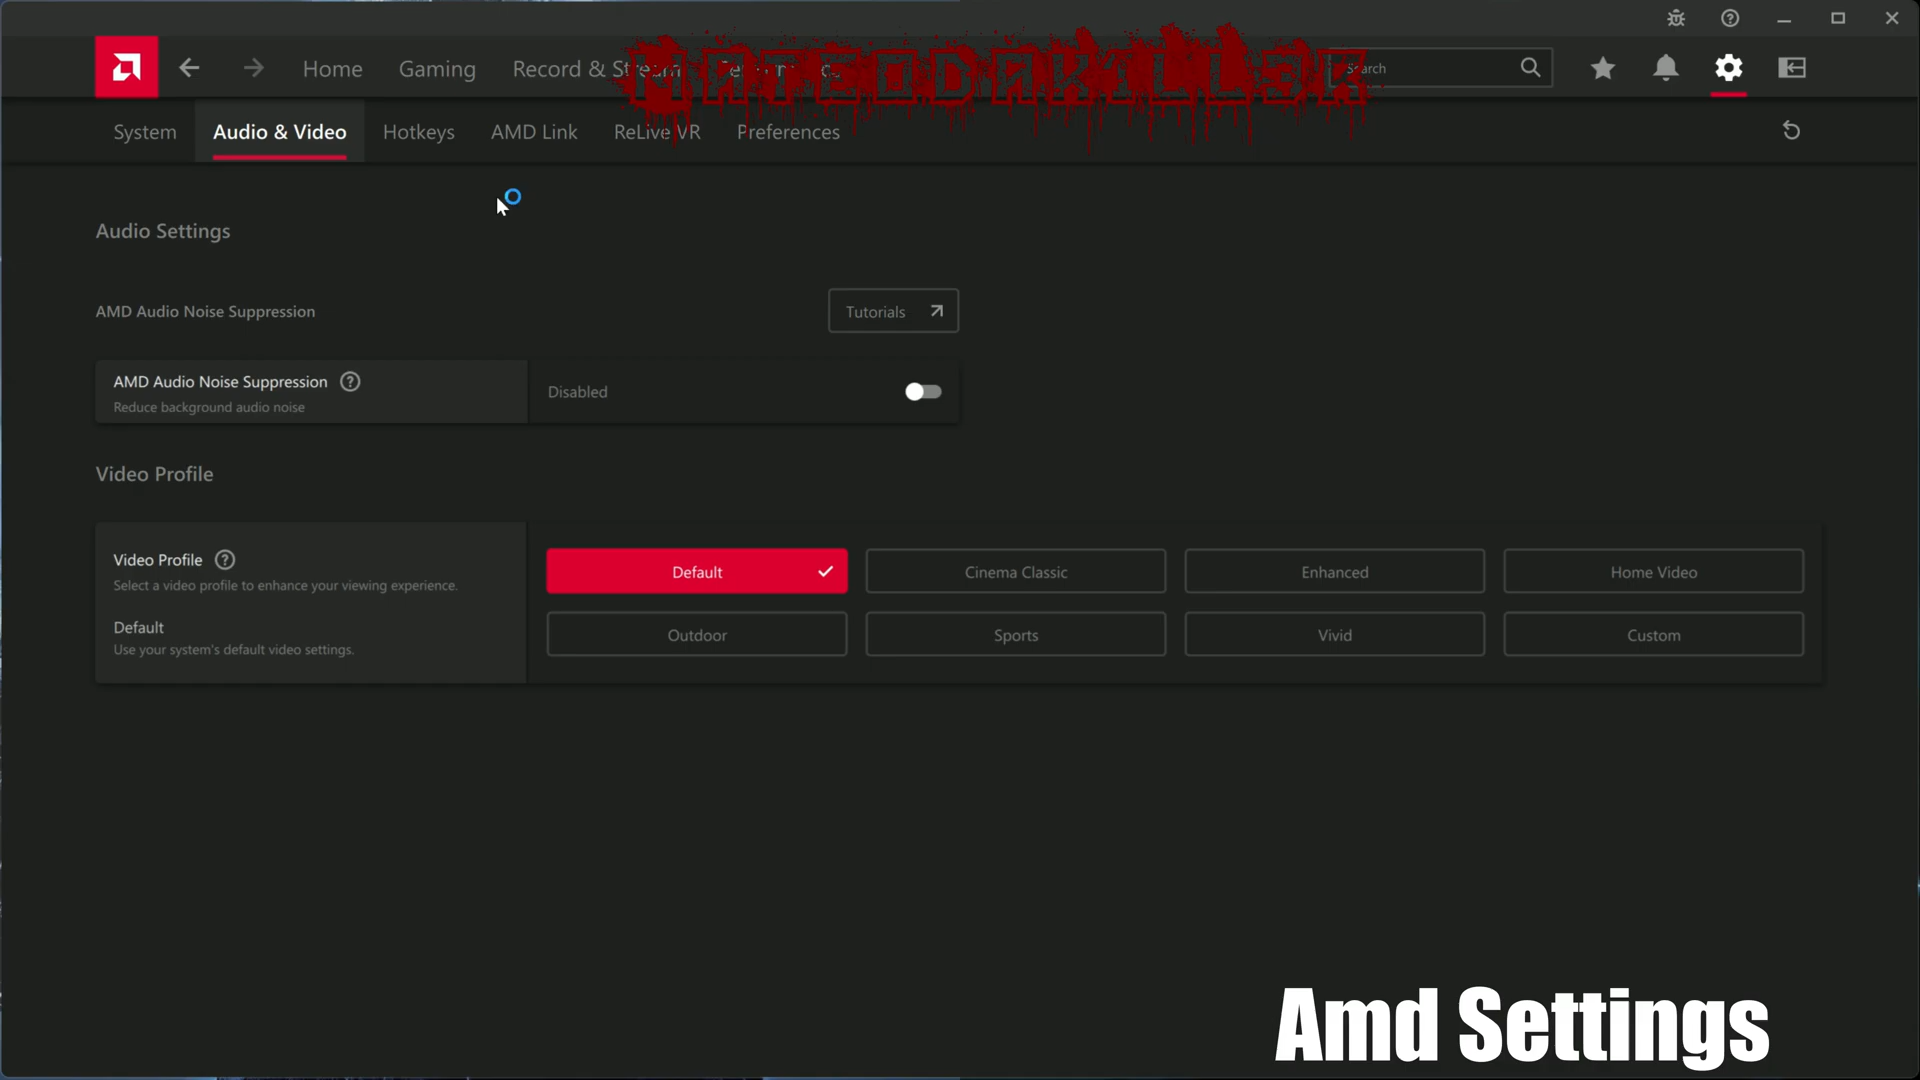 Home Gaming Record & Stream
MATEODAKILL3R
Search
System Audio & Video Hotkeys AMD Link ReLive VR Preferences
Audio Settings
AMD Audio Noise Suppression Tutorials
AMD Audio Noise Suppression
Reduce background audio noise
Disabled
Video Profile
Video Profile
Select a video profile to enhance your viewing experience.
Default
Use your system's default video settings.
Default Cinema Classic Enhanced Home Video
Outdoor Sports Vivid Custom
Amd Settings